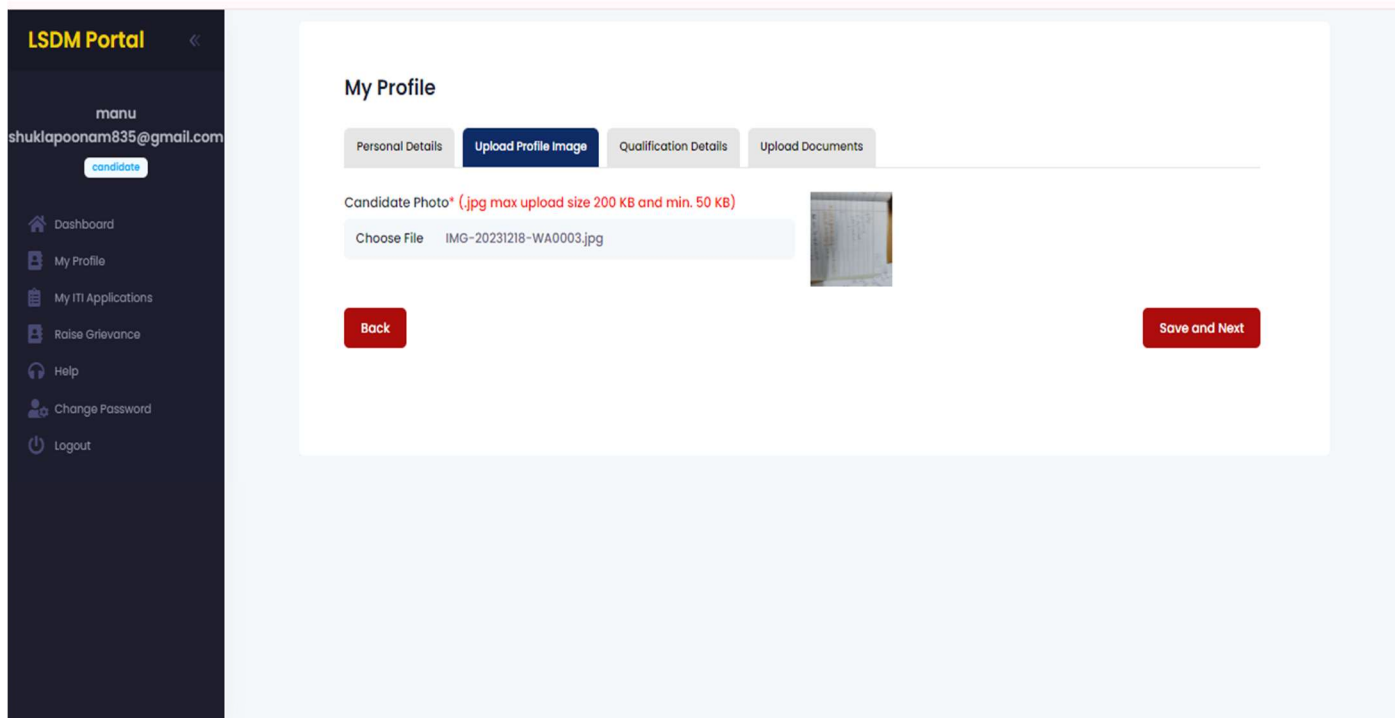 LSDM Portal
manu
shuklapoonam835@gmail.com
candidate
Dashboard
My Profile
My ITI Applications
Raise Grievance
Help
Change Password
Logout
My Profile
Personal Details Upload Profile Image Qualification Details Upload Documents
Candidate Photo* (.jpg max upload size 200 KB and min. 50 KB)
Choose File IMG-20231218-WA0003.jpg
Back Save and Next